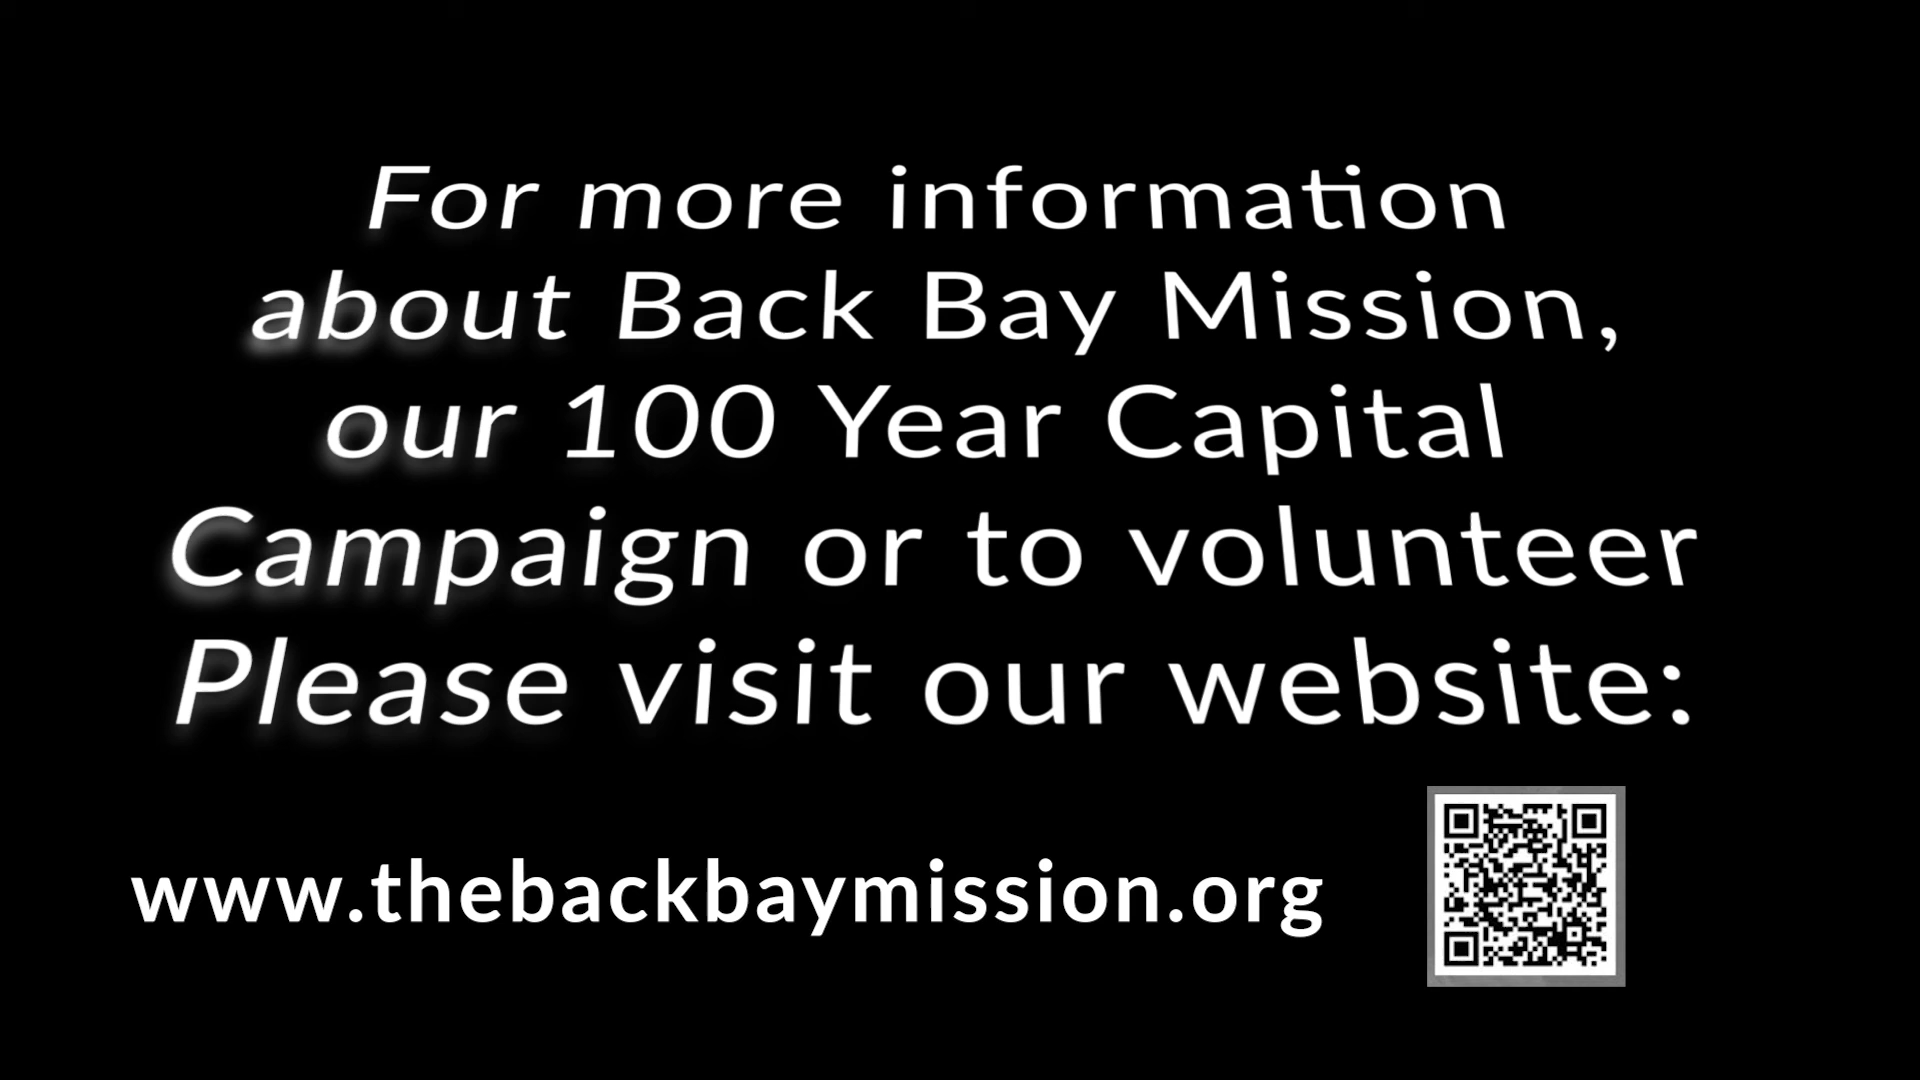 For more information
about Back Bay Mission,
our 100 Year Capital
Campaign or to volunteer
Please visit our website:
www.thebackbaymission.org